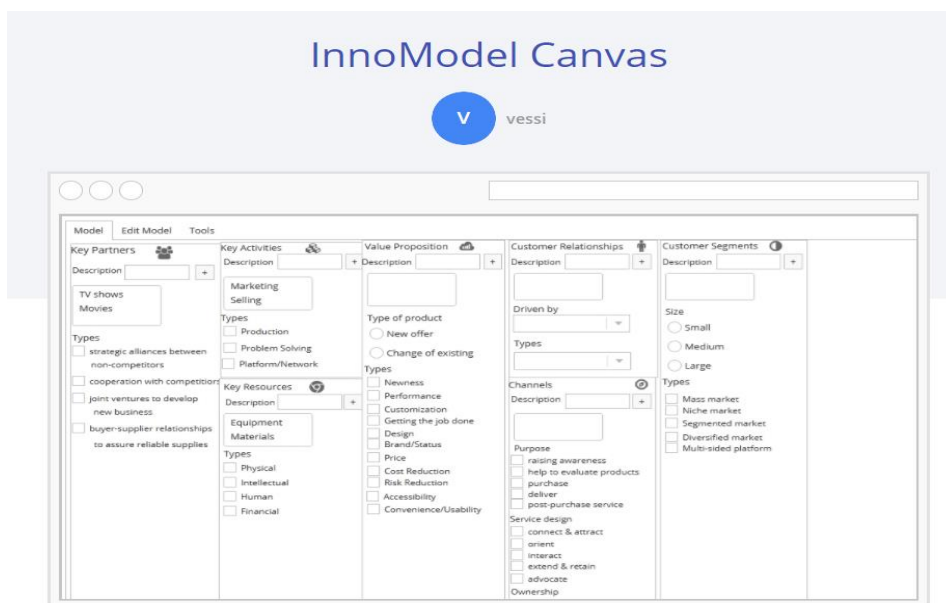 InnoModel Canvas
V
vessi
Model Edit Model Tools
Key Partners
Description
+
TV shows
Movies
Types
strategic alliances between
non-competitors
cooperation with competitors
joint ventures to develop
new business
buyer-supplier relationships
to assure reliable supplies
Key Activities
Description
+
Marketing
Selling
Types
Production
Problem Solving
Platform/Network
Key Resources
Description
+
Equipment
Materials
Types
Physical
Intellectual
Human
Financial
Value Proposition
Description
+
Type of product
New offer
Change of existing
Types
Newness
Performance
Customization
Getting the job done
Design
Brand/Status
Price
Cost Reduction
Risk Reduction
Accessibility
Convenience/Usability
Customer Relationships
Description
+
Driven by
Types
Channels
Description
+
Purpose
raising awareness
help to evaluate products
purchase
deliver
post-purchase service
Service design
connect & attract
orient
interact
extend & retain
advocate
Ownership
Customer Segments
Description
+
Size
Small
Medium
Large
Types
Mass market
Niche market
Segmented market
Diversified market
Multi-sided platform